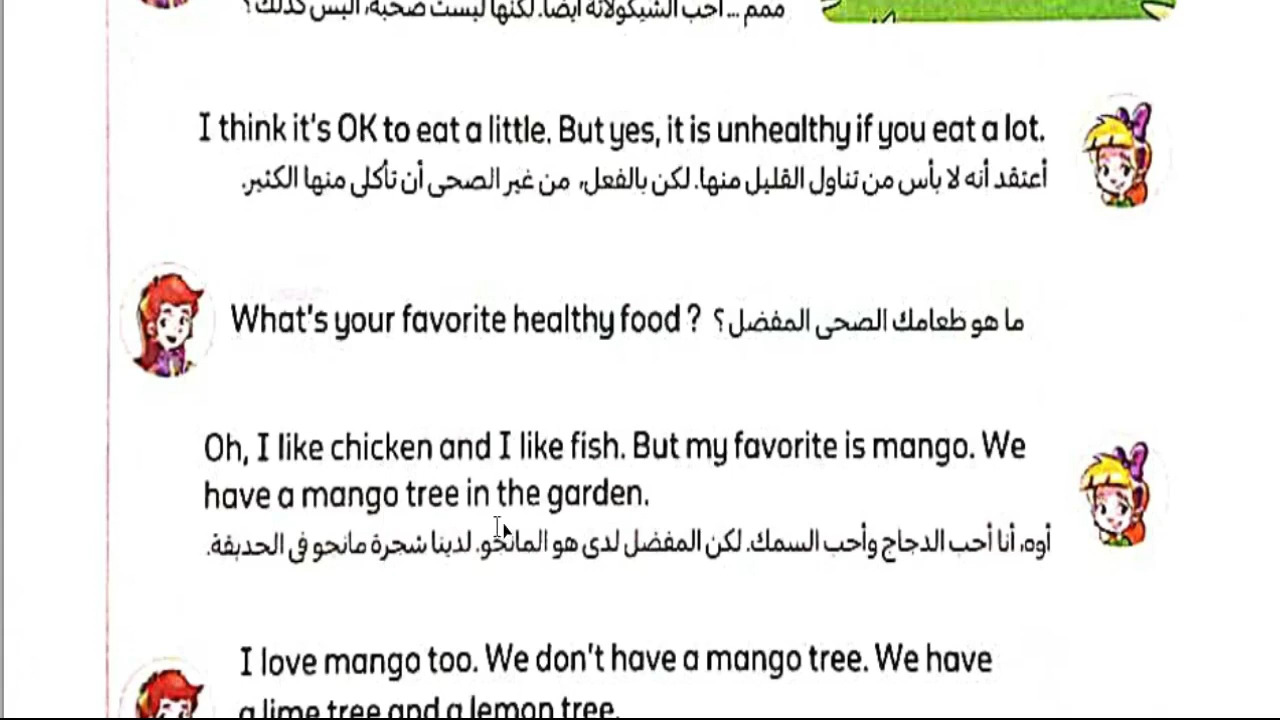 ممم ... أحب الشيكولاتة أيضا. لكنها ليست صحية، أليس كذلك ؟
I think it's OK to eat a little. But yes, it is unhealthy if you eat a lot.
أعتقد أنه لا بأس من تناول القليل منها. لكن بالفعل، من غير الصحى أن تأكلى منها الكثير.
What's your favorite healthy food ? ما هو طعامك الصحى المفضل ؟
Oh, I like chicken and I like fish. But my favorite is mango. We
have a mango tree in the garden.
أوه، أنا أحب الدجاج وأحب السمك. لكن المفضل لدى هو المانجو. لدينا شجرة مانجو فى الحديقة.
I love mango too. We don't have a mango tree. We have
a lime tree and a lemon tree.